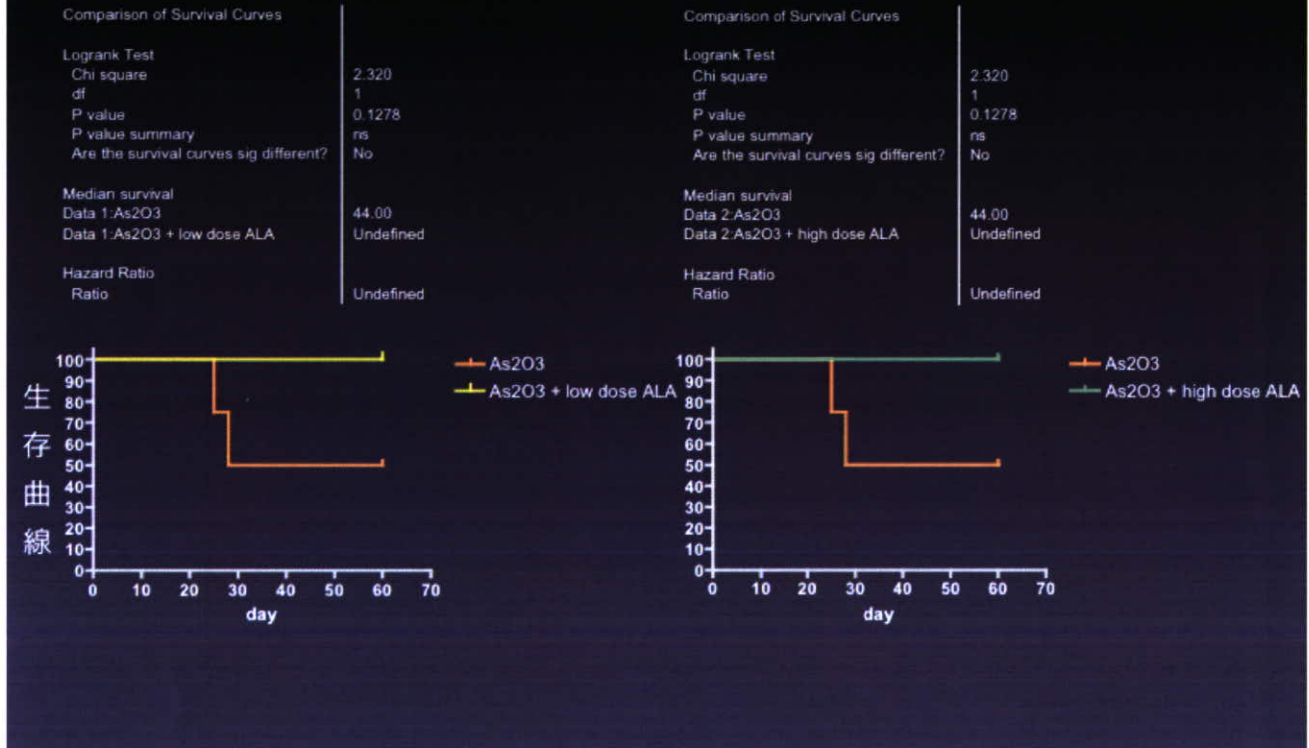 Comparison of Survival Curves
Logrank Test
Chi square 2.320
df 1
P value 0.1278
P value summary ns
Are the survival curves sig different? No
Median survival
Data 1:As2O3 44.00
Data 1:As2O3 + low dose ALA Undefined
Hazard Ratio
Ratio Undefined
Comparison of Survival Curves
Logrank Test
Chi square 2.320
df 1
P value 0.1278
P value summary ns
Are the survival curves sig different? No
Median survival
Data 2:As2O3 44.00
Data 2:As2O3 + high dose ALA Undefined
Hazard Ratio
Ratio Undefined
生存曲線
100
90
80
70
60
50
40
30
20
10
0
0 10 20 30 40 50 60 70
day
As2O3
As2O3 + low dose ALA
100
90
80
70
60
50
40
30
20
10
0
0 10 20 30 40 50 60 70
day
As2O3
As2O3 + high dose ALA